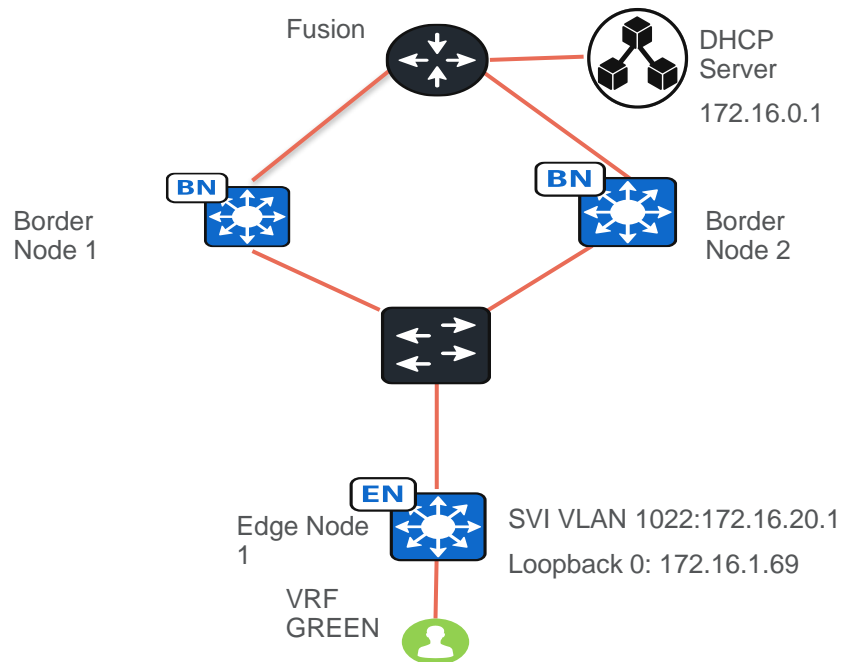 Fusion
DHCP
Server
172.16.0.1
BN
Border
Node 1
BN
Border
Node 2
EN
Edge Node
1
SVI VLAN 1022:172.16.20.1
Loopback 0: 172.16.1.69
VRF
GREEN